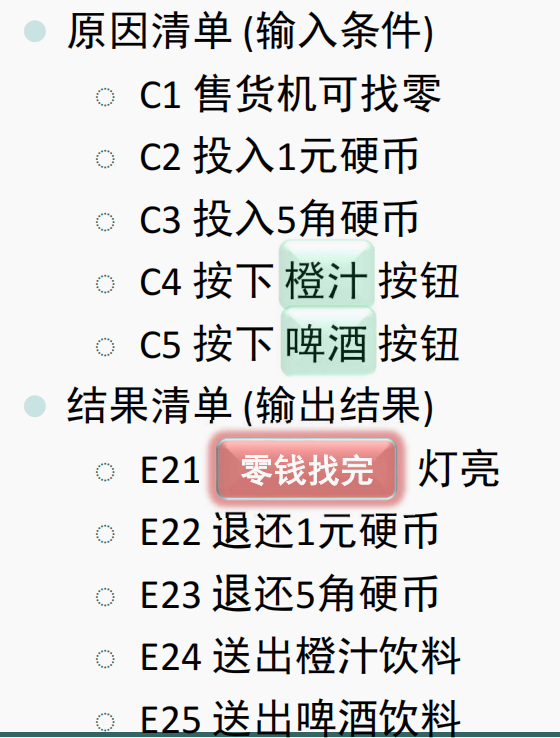 原因清单 (输入条件)
C1 售货机可找零
C2 投入1元硬币
C3 投入5角硬币
C4 按下 橙汁 按钮
C5 按下 啤酒 按钮
结果清单 (输出结果)
E21 零钱找完 灯亮
E22 退还1元硬币
E23 退还5角硬币
E24 送出橙汁饮料
E25 送出啤酒饮料